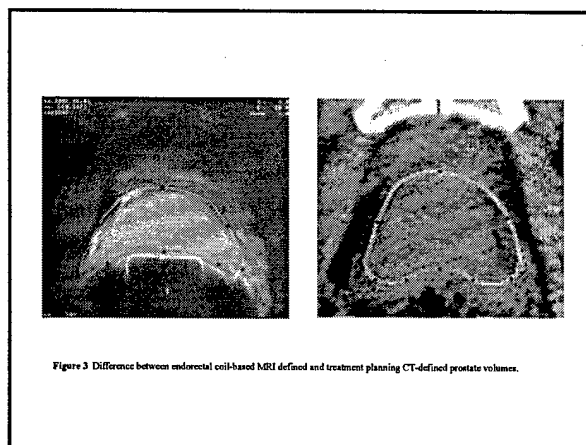 Figure 3 Difference between endorectal coil-based MRI defined and treatment planning CT-defined prostate volumes.